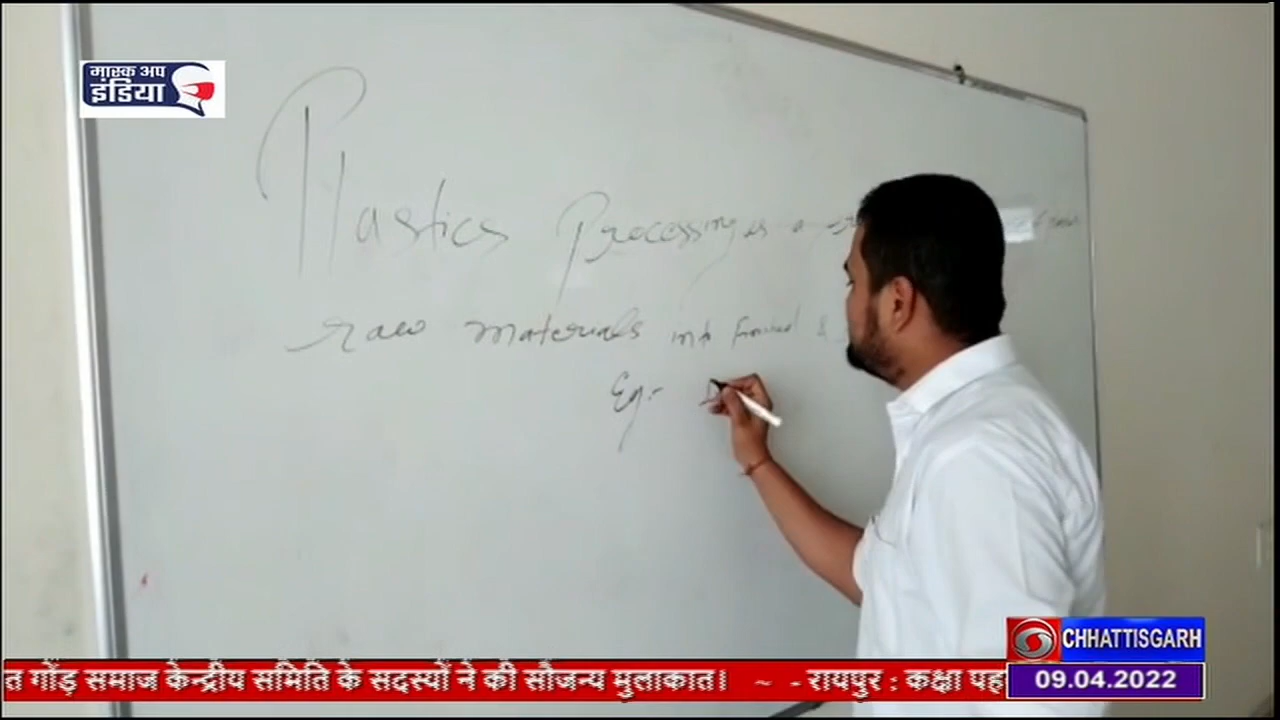 मास्क अप
इंडिया
Plastics Processing is a
raw materials into finished &
Eg:-
CHHATTISGARH
त गोंड़ समाज केन्द्रीय समिति के सदस्यों ने की सौजन्य मुलाकात। ~ - रायपुर : कक्षा पह
09.04.2022